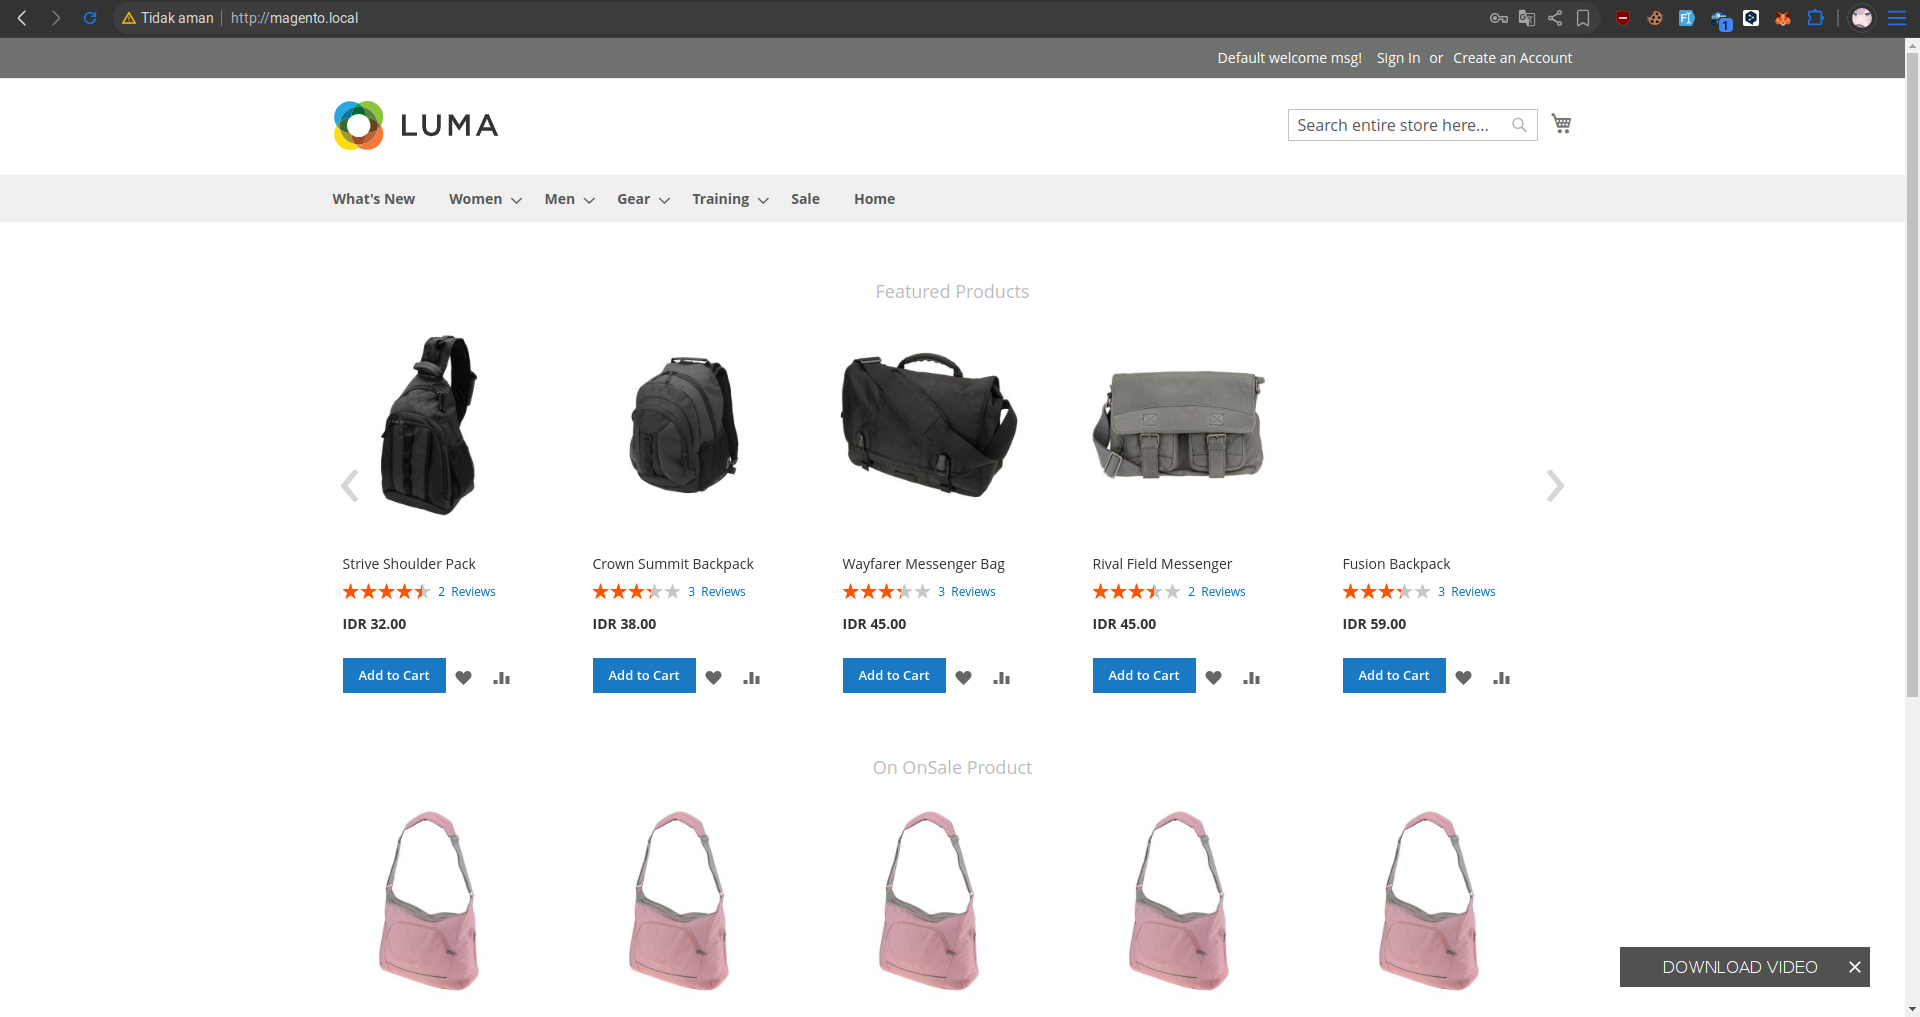 Tidak aman
http://magento.local
1
Default welcome msg! Sign In or Create an Account
LUMA
Search entire store here...
What's New Women Men Gear Training Sale Home
Featured Products
Strive Shoulder Pack Crown Summit Backpack Wayfarer Messenger Bag Rival Field Messenger Fusion Backpack
2 Reviews 3 Reviews 3 Reviews 2 Reviews 3 Reviews
IDR 32.00 IDR 38.00 IDR 45.00 IDR 45.00 IDR 59.00
Add to Cart Add to Cart Add to Cart Add to Cart Add to Cart
On OnSale Product
DOWNLOAD VIDEO